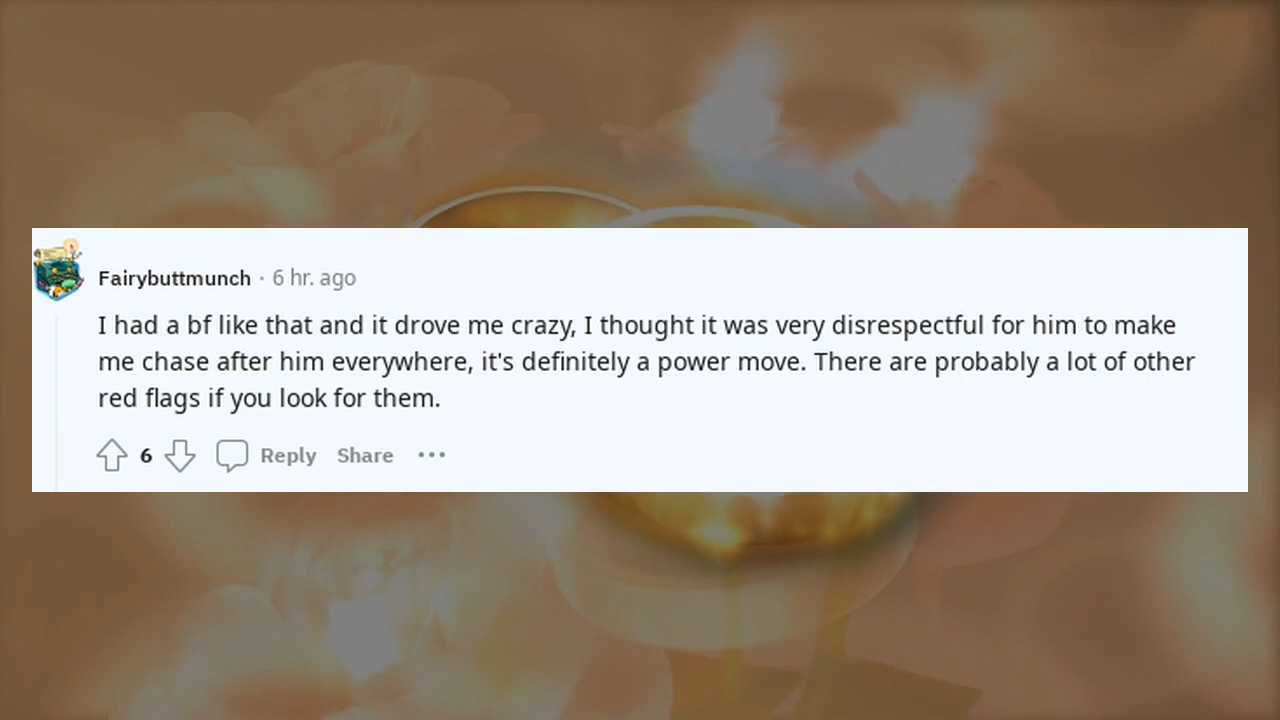 Fairybuttmunch · 6 hr. ago
I had a bf like that and it drove me crazy, I thought it was very disrespectful for him to make
me chase after him everywhere, it's definitely a power move. There are probably a lot of other
red flags if you look for them.
6 Reply Share •••